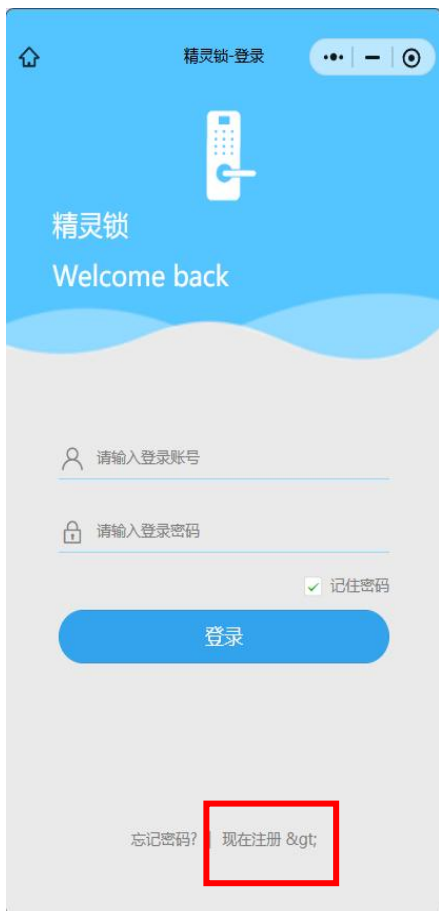 精灵锁-登录
精灵锁
Welcome back
请输入登录账号
请输入登录密码
记住密码
登录
忘记密码? | 现在注册 &gt;